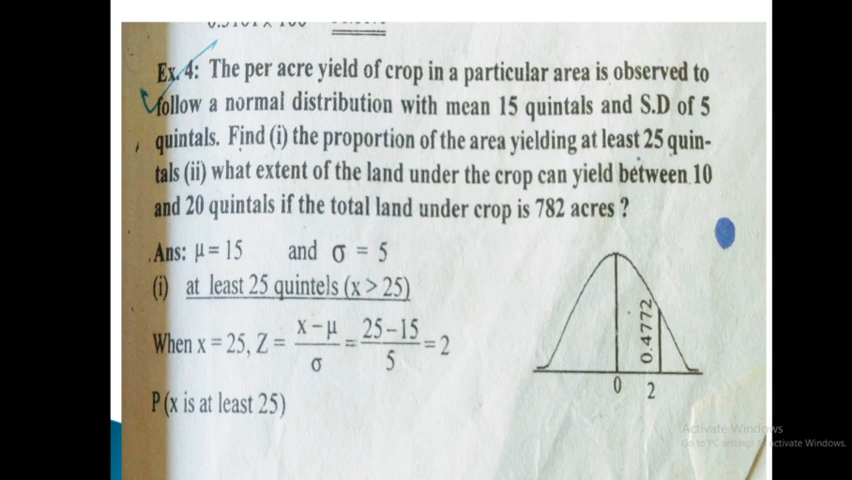 Ex. 4: The per acre yield of crop in a particular area is observed to
follow a normal distribution with mean 15 quintals and S.D of 5
quintals. Find (i) the proportion of the area yielding at least 25 quin-
tals (ii) what extent of the land under the crop can yield between 10
and 20 quintals if the total land under crop is 782 acres ?
Ans: μ = 15 and σ = 5
(i) at least 25 quintels (x > 25)
When x = 25, Z = x − μ / σ = 25 − 15 / 5 = 2
0.4772
0 2
P (x is at least 25)
Activate Windows
Go to PC settings to activate Windows.